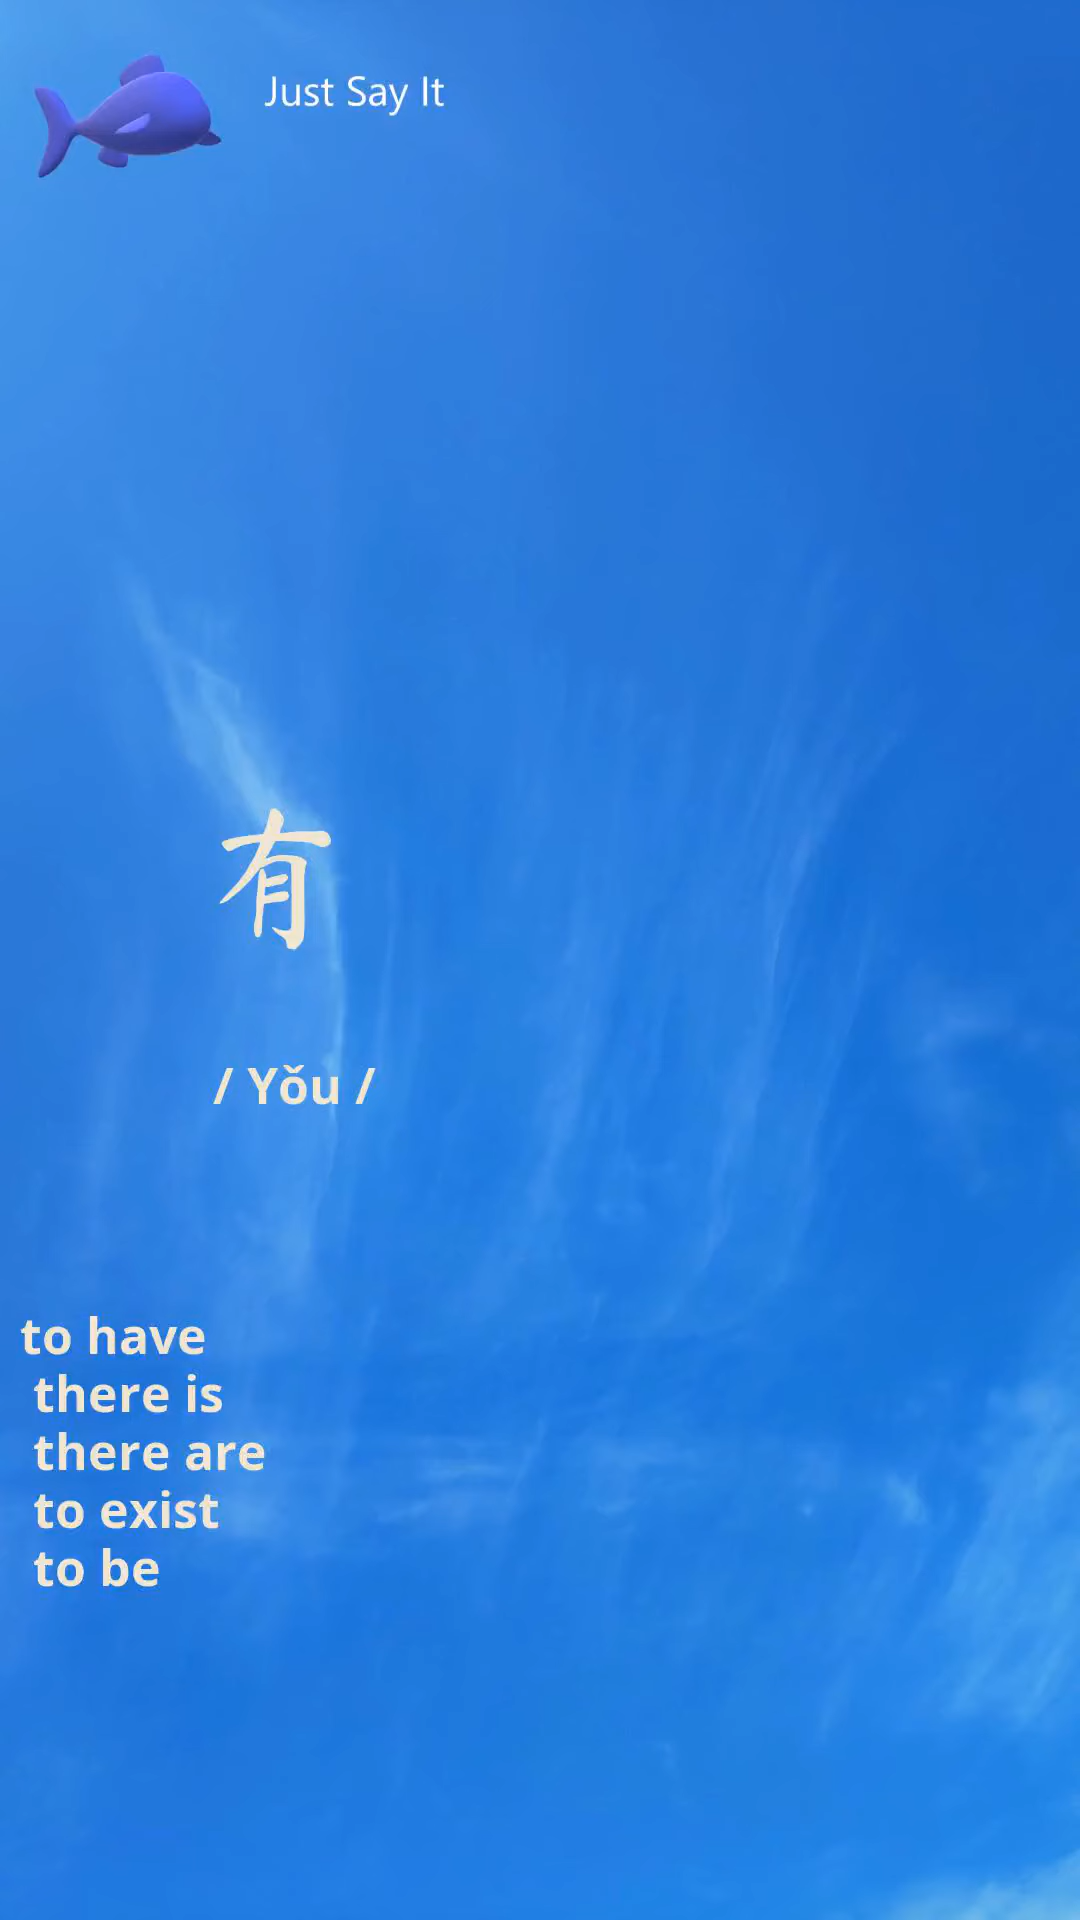 Just Say It
有
/ Yǒu /
to have
there is
there are
to exist
to be